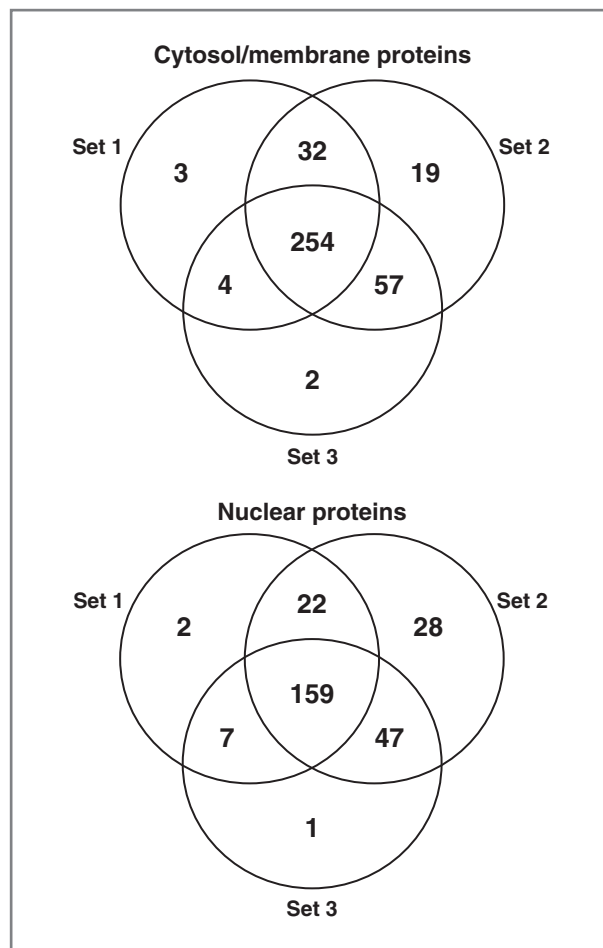 Cytosol/membrane proteins
Set 1
32
Set 2
3
19
254
4
57
2
Set 3
Nuclear proteins
Set 1
22
Set 2
2
28
159
7
47
1
Set 3